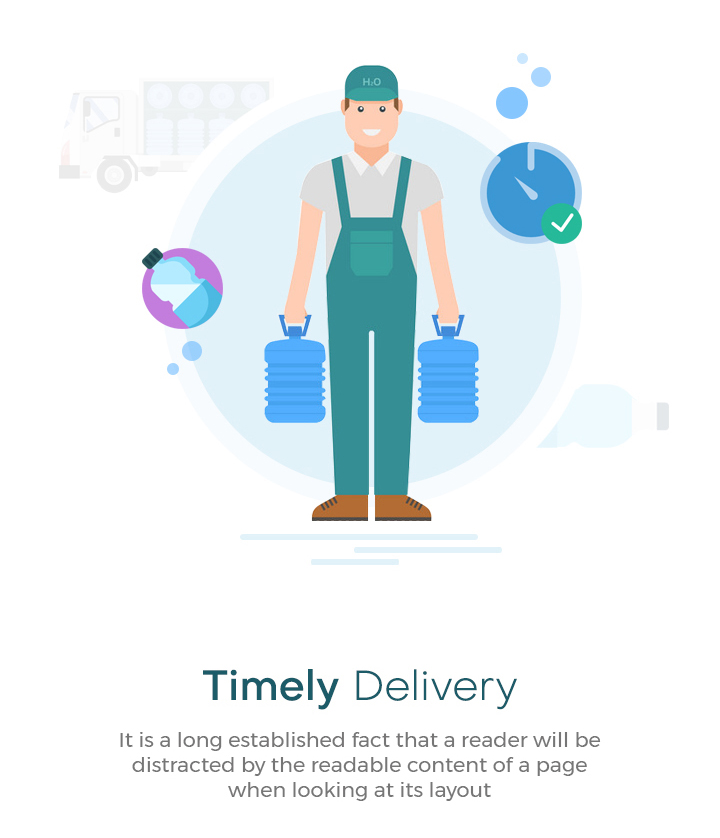 H2O
Timely Delivery
It is a long established fact that a reader will be
distracted by the readable content of a page
when looking at its layout